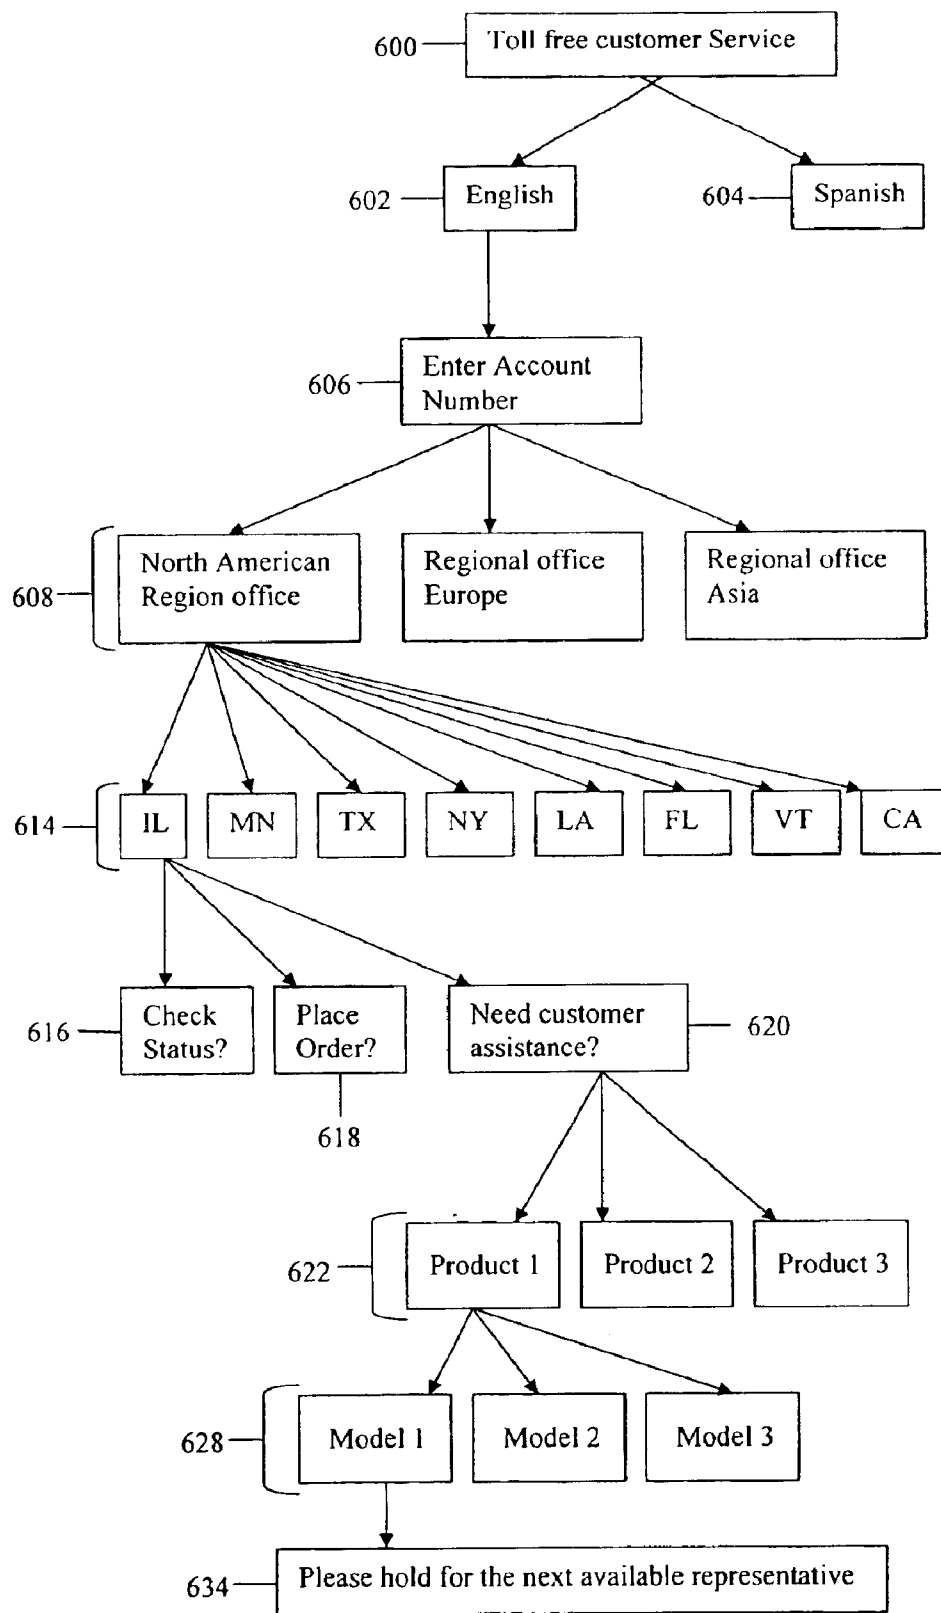 600
Toll free customer Service
602
English
604
Spanish
606
Enter Account
Number
608
North American
Region office
Regional office
Europe
Regional office
Asia
614
IL
MN
TX
NY
LA
FL
VT
CA
616
Check
Status?
Place
Order?
618
Need customer
assistance?
620
622
Product 1
Product 2
Product 3
628
Model 1
Model 2
Model 3
634
Please hold for the next available representative